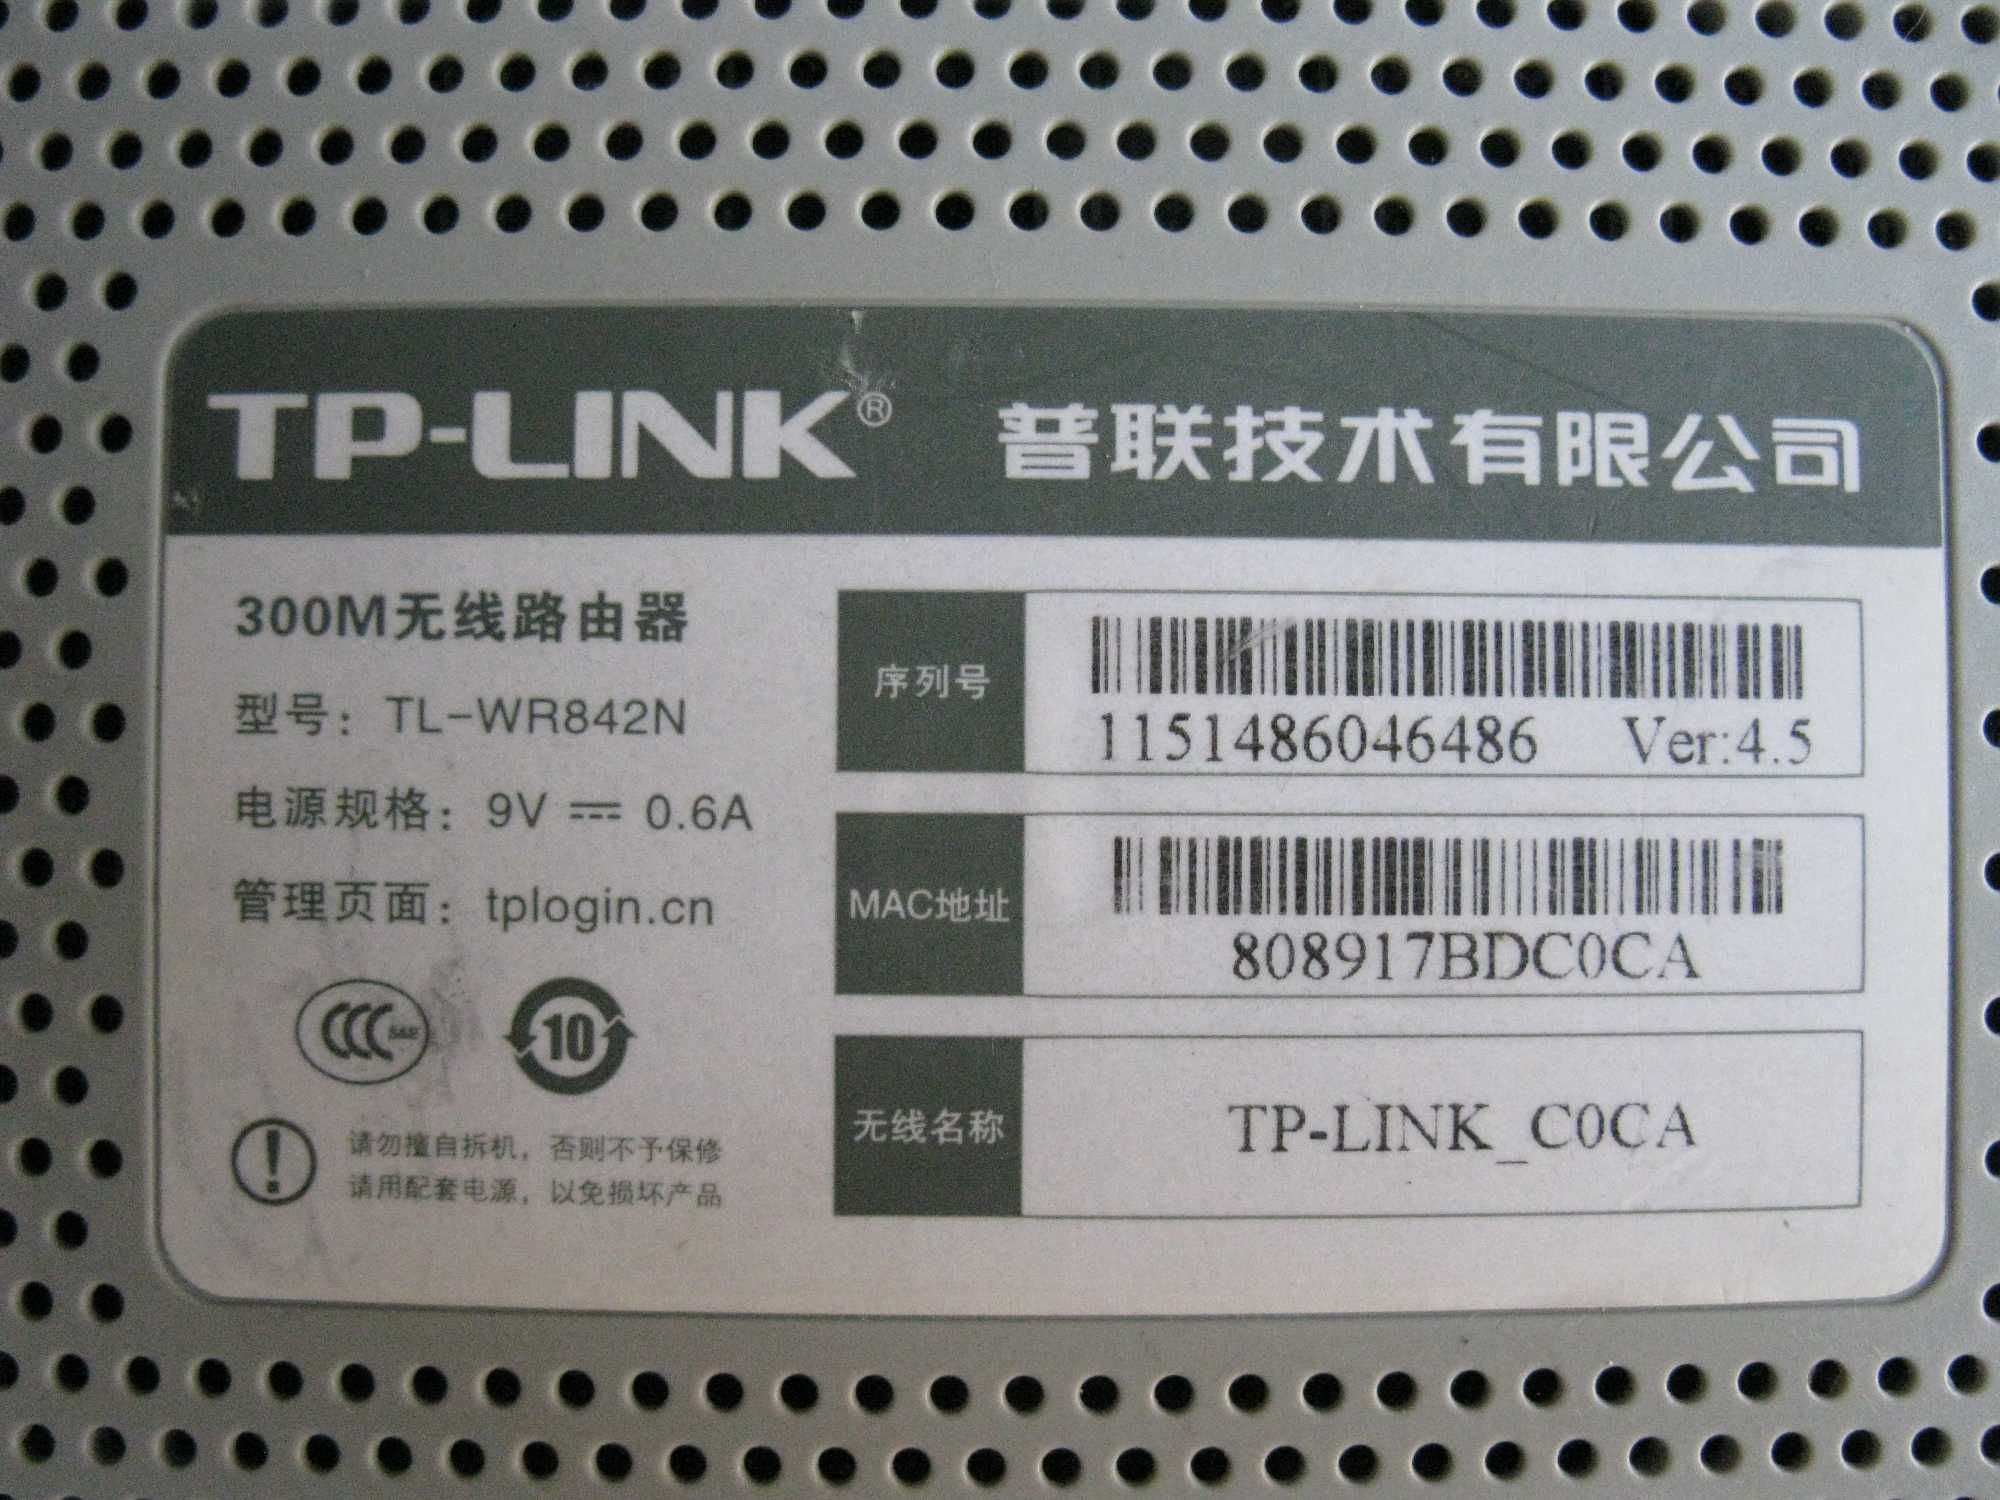 TP-LINK® 普联技术有限公司
300M无线路由器
型号：TL-WR842N
电源规格：9V ⎓ 0.6A
管理页面：tplogin.cn
CCC S&E
10
请勿擅自拆机，否则不予保修
请用配套电源，以免损坏产品
序列号
1151486046486 Ver:4.5
MAC地址
808917BDC0CA
无线名称
TP-LINK_C0CA